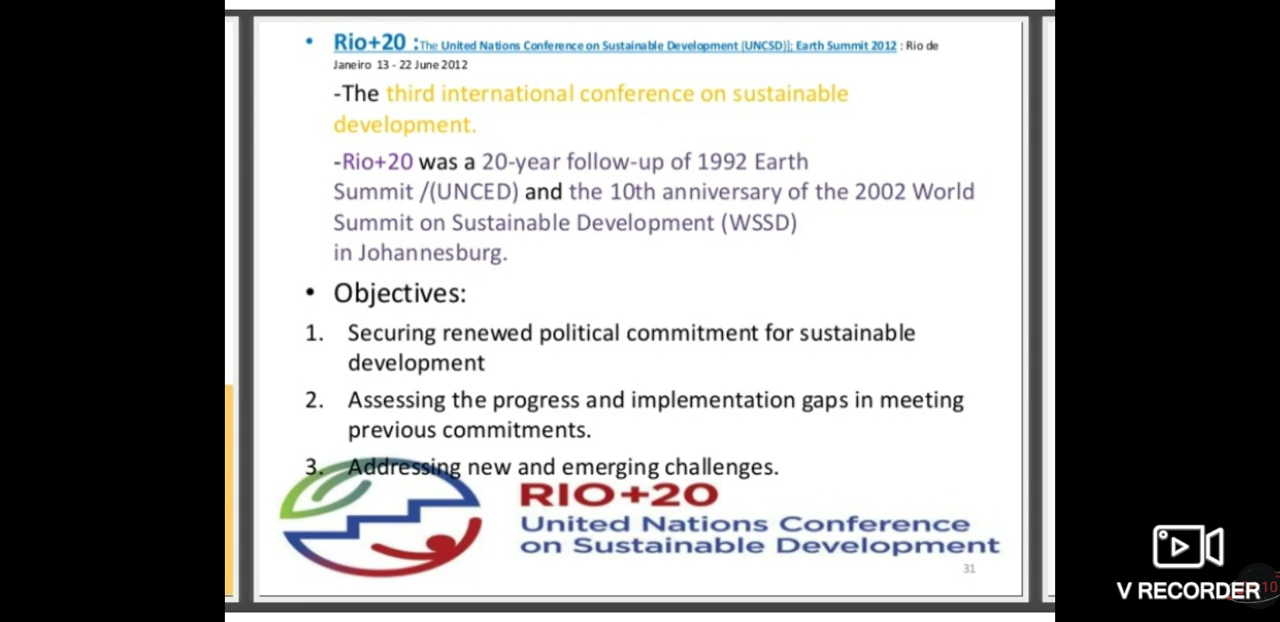 • Rio+20 :The United Nations Conference on Sustainable Development (UNCSD)); Earth Summit 2012 : Rio de
Janeiro 13 - 22 June 2012
-The third international conference on sustainable
development.
-Rio+20 was a 20-year follow-up of 1992 Earth
Summit /(UNCED) and the 10th anniversary of the 2002 World
Summit on Sustainable Development (WSSD)
in Johannesburg.
• Objectives:
1. Securing renewed political commitment for sustainable
development
2. Assessing the progress and implementation gaps in meeting
previous commitments.
3. Addressing new and emerging challenges.
RIO+20
United Nations Conference
on Sustainable Development
31
V RECORDER